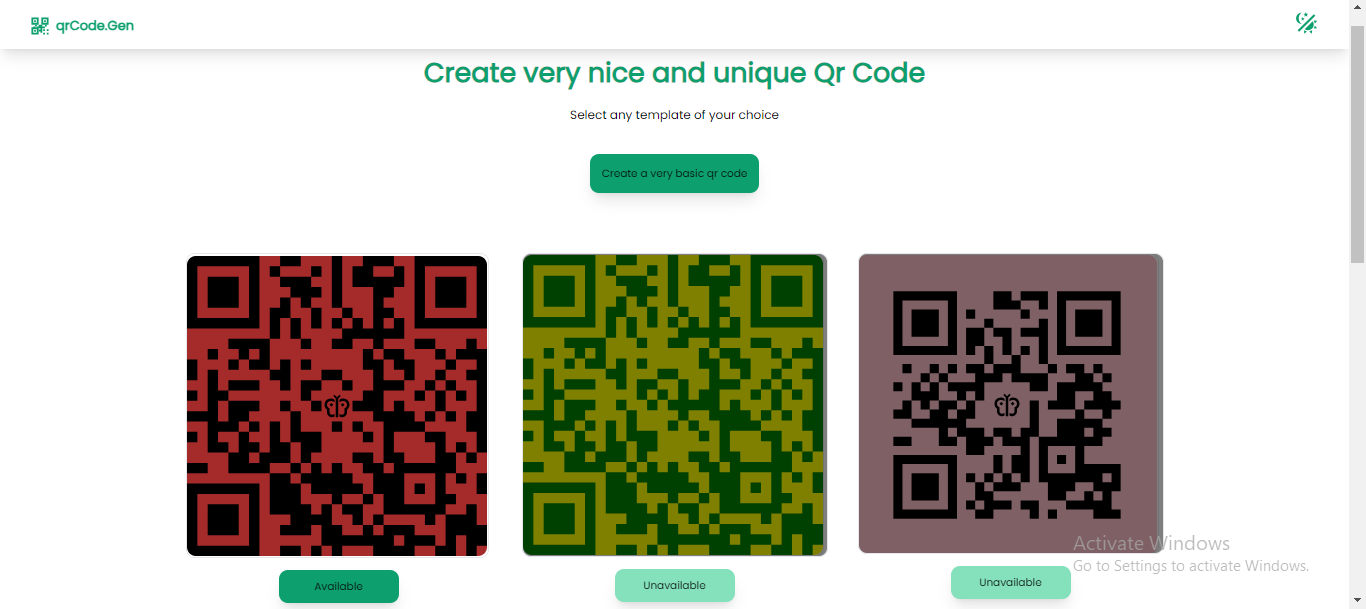 qrCode.Gen
Create very nice and unique Qr Code
Select any template of your choice
Create a very basic qr code
Available
Unavailable
Unavailable
Activate Windows
Go to Settings to activate Windows.